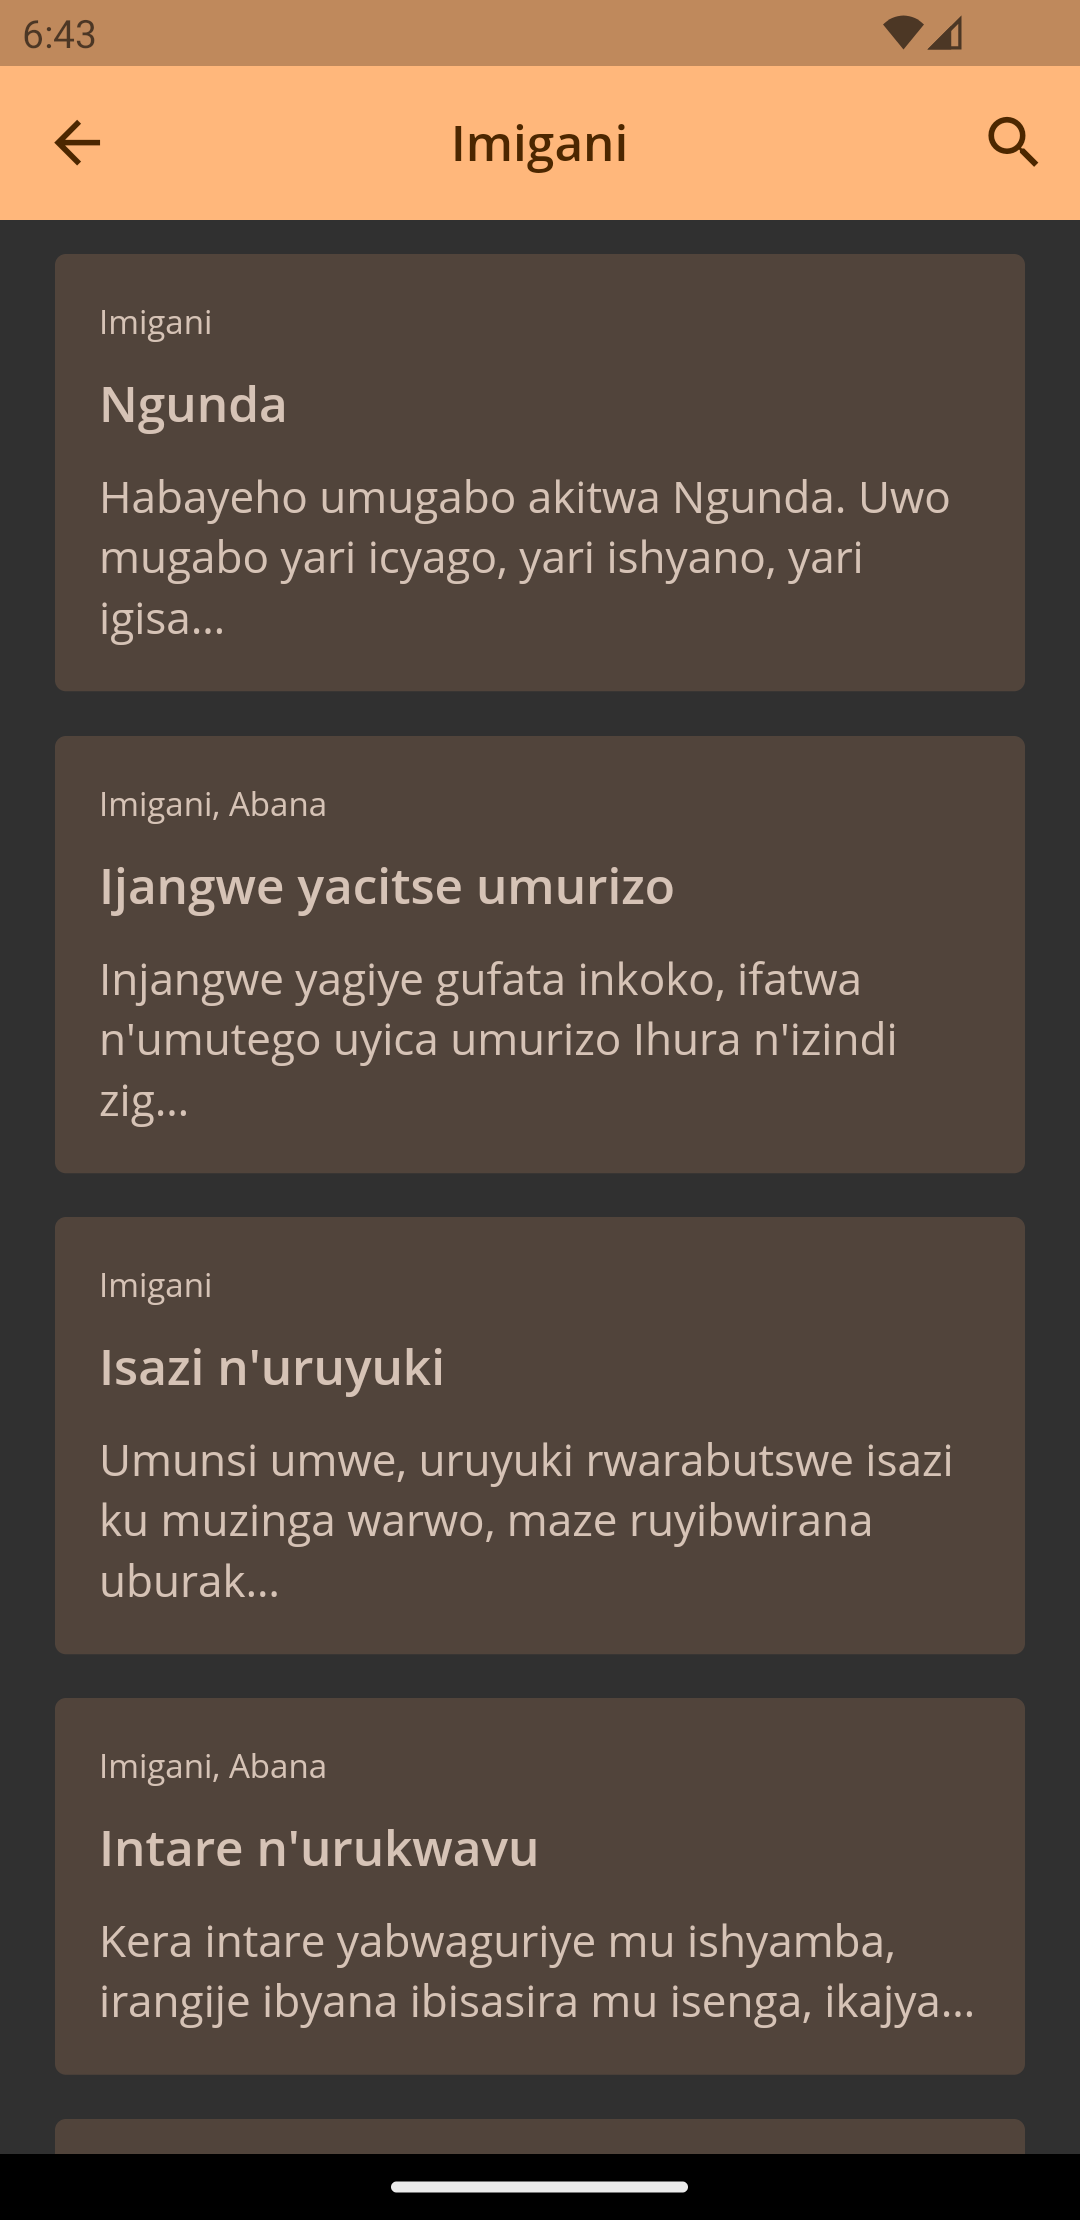 6:43
Imigani
Imigani
Ngunda
Habayeho umugabo akitwa Ngunda. Uwo
mugabo yari icyago, yari ishyano, yari
igisa...
Imigani, Abana
Ijangwe yacitse umurizo
Injangwe yagiye gufata inkoko, ifatwa
n'umutego uyica umurizo Ihura n'izindi
zig...
Imigani
Isazi n'uruyuki
Umunsi umwe, uruyuki rwarabutswe isazi
ku muzinga warwo, maze ruyibwirana
uburak...
Imigani, Abana
Intare n'urukwavu
Kera intare yabwaguriye mu ishyamba,
irangije ibyana ibisasira mu isenga, ikajya...